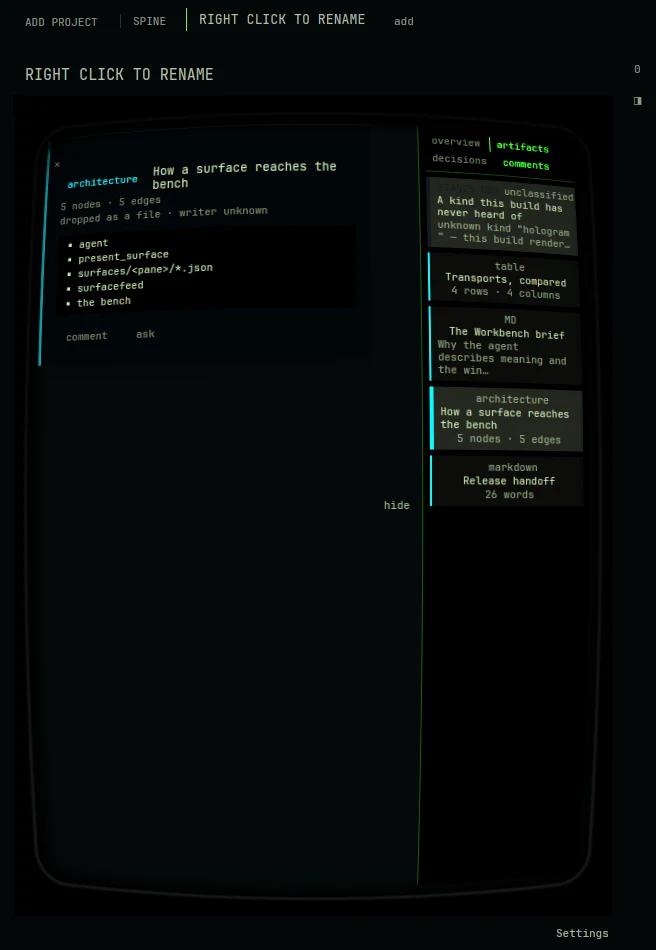 ADD PROJECT
SPINE
RIGHT CLICK TO RENAME
add
RIGHT CLICK TO RENAME
0
×
architecture
How a surface reaches the
bench
5 nodes · 5 edges
dropped as a file · writer unknown
▪ agent
▪ present_surface
▪ surfaces/<pane>/*.json
▪ surfacefeed
▪ the bench
comment
ask
hide
overview
artifacts
decisions
comments
unclassified
A kind this build has
never heard of
unknown kind "hologram
" — this build render…
table
Transports, compared
4 rows · 4 columns
MD
The Workbench brief
Why the agent
describes meaning and
the win…
architecture
How a surface reaches
the bench
5 nodes · 5 edges
markdown
Release handoff
26 words
Settings